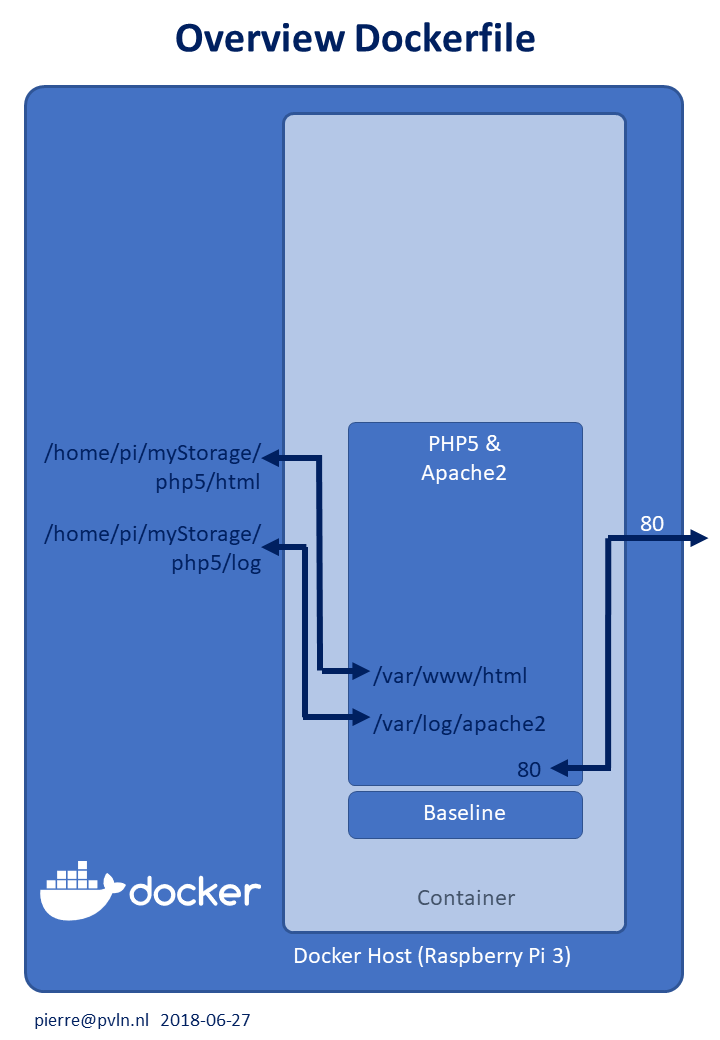 Overview Dockerfile
/home/pi/myStorage/
php5/html
/home/pi/myStorage/
php5/log
PHP5 &
Apache2
80
/var/www/html
/var/log/apache2
80
Baseline
docker
Container
Docker Host (Raspberry Pi 3)
pierre@pvln.nl 2018-06-27